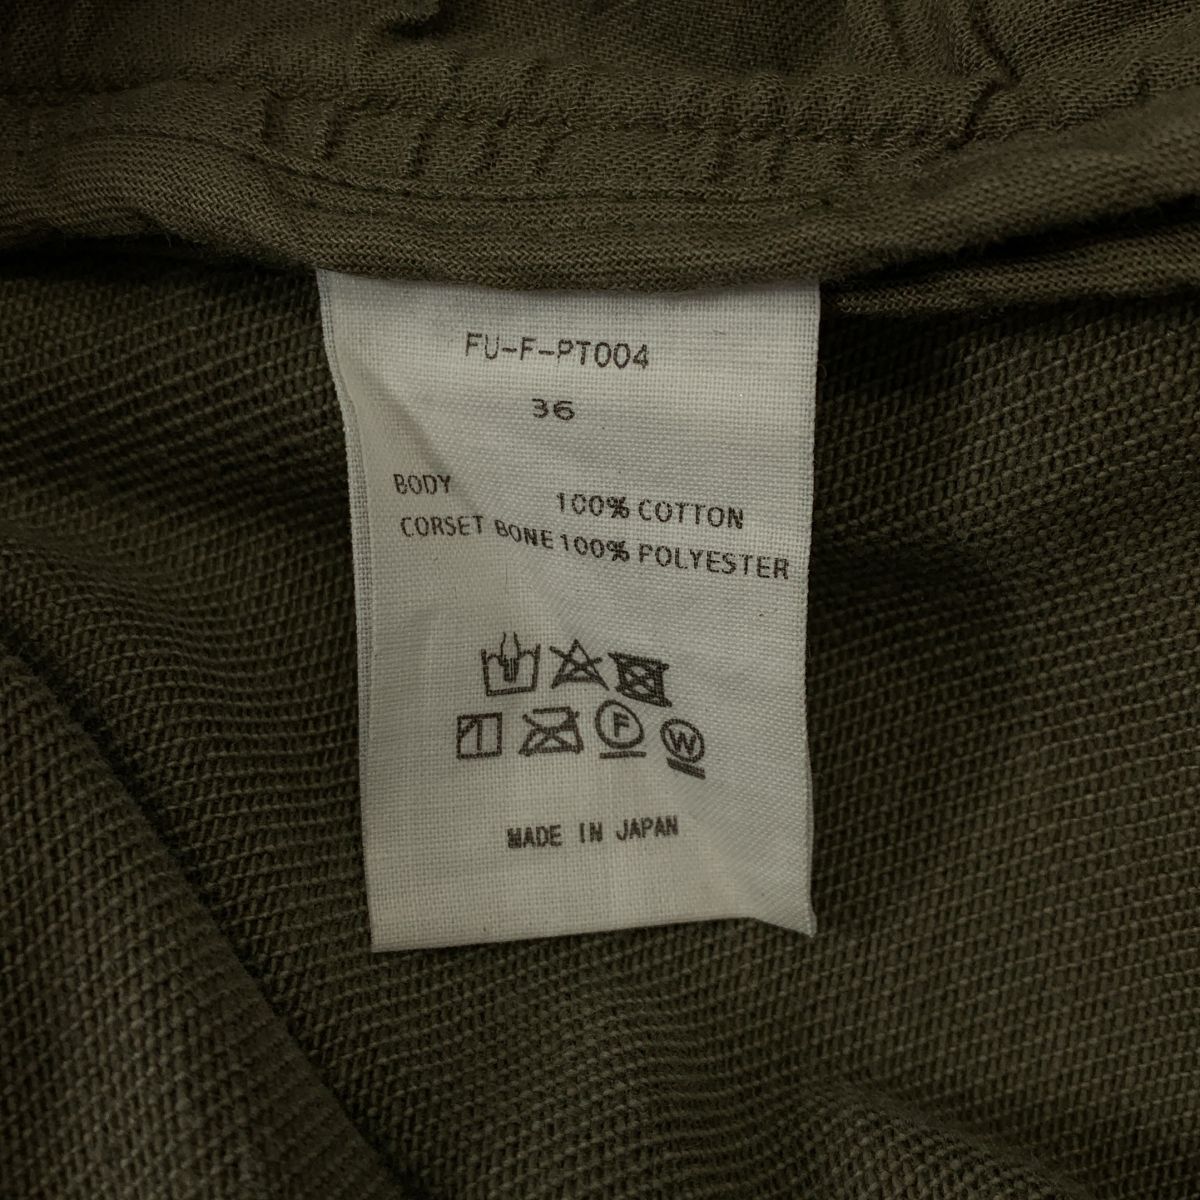 FU-F-PT004
36
BODY 100% COTTON
CORSET BONE 100% POLYESTER
F W
MADE IN JAPAN